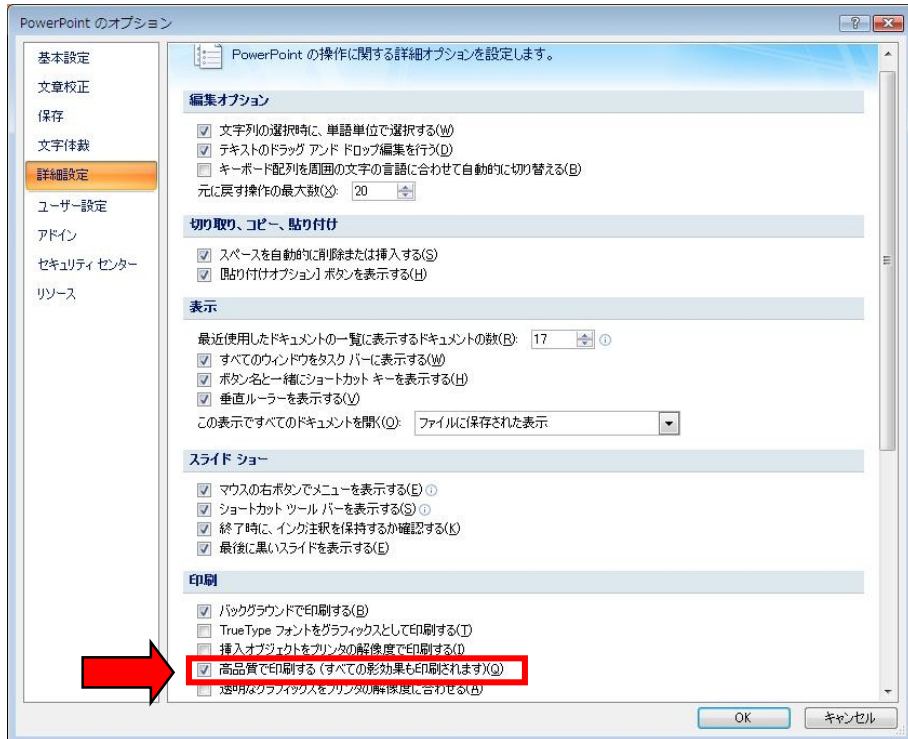 PowerPoint のオプション
基本設定
文章校正
保存
文字体裁
詳細設定
ユーザー設定
アドイン
セキュリティ センター
リソース
PowerPoint の操作に関する詳細オプションを設定します。
編集オプション
文字列の選択時に、単語単位で選択する(W)
テキストのドラッグ アンド ドロップ編集を行う(D)
キーボード配列を周囲の文字の言語に合わせて自動的に切り替える(B)
元に戻す操作の最大数(X): 20
切り取り、コピー、貼り付け
スペースを自動的に削除または挿入する(S)
[貼り付けオプション] ボタンを表示する(H)
表示
最近使用したドキュメントの一覧に表示するドキュメントの数(R): 17
すべてのウィンドウをタスク バーに表示する(W)
ボタン名と一緒にショートカット キーを表示する(H)
垂直ルーラーを表示する(V)
この表示ですべてのドキュメントを開く(O): ファイルに保存された表示
スライド ショー
マウスの右ボタンでメニューを表示する(E)
ショートカット ツール バーを表示する(S)
終了時に、インク注釈を保持するか確認する(K)
最後に黒いスライドを表示する(E)
印刷
バックグラウンドで印刷する(B)
TrueType フォントをグラフィックスとして印刷する(T)
挿入オブジェクトをプリンタの解像度で印刷する(I)
高品質で印刷する (すべての影効果も印刷されます)(Q)
透明なグラフィックスをプリンタの解像度に合わせる(A)
OK
キャンセル